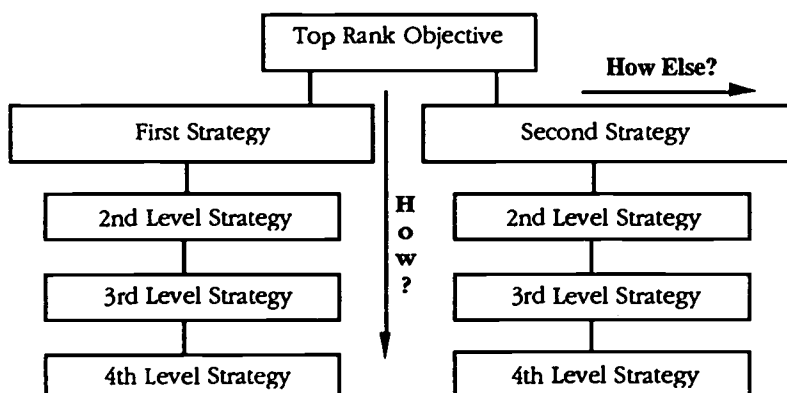 Top Rank Objective
How Else?
First Strategy
Second Strategy
How?
2nd Level Strategy
2nd Level Strategy
3rd Level Strategy
3rd Level Strategy
4th Level Strategy
4th Level Strategy